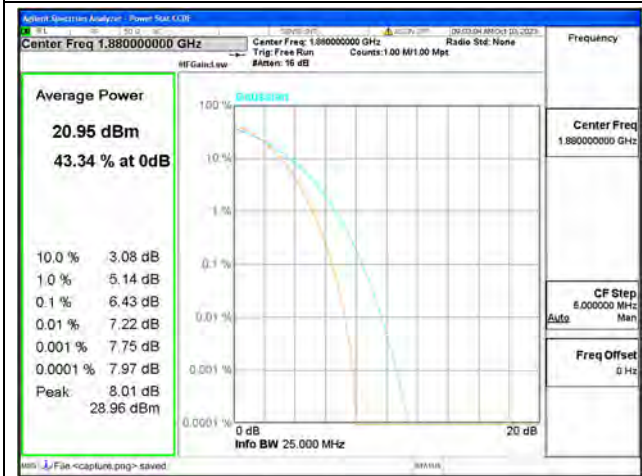 Agilent Spectrum Analyzer - Power Stat CCDF
Center Freq 1.880000000 GHz
Center Freq: 1.880000000 GHz
Radio Std: None
Trig: Free Run
Counts:1.00 M/1.00 Mpt
#IFGain:Low
#Atten: 16 dB
Frequency
Average Power
20.95 dBm
43.34 % at 0dB
10.0 % 3.08 dB
1.0 % 5.14 dB
0.1 % 6.43 dB
0.01 % 7.22 dB
0.001 % 7.75 dB
0.0001 % 7.97 dB
Peak 8.01 dB
28.96 dBm
Gaussian
100 %
10 %
1 %
0.1 %
0.01 %
0.001 %
0.0001 %
0 dB
20 dB
Info BW 25.000 MHz
Center Freq
1.880000000 GHz
CF Step
5.000000 MHz
Auto Man
Freq Offset
0 Hz
MSG File <capture.png> saved
STATUS